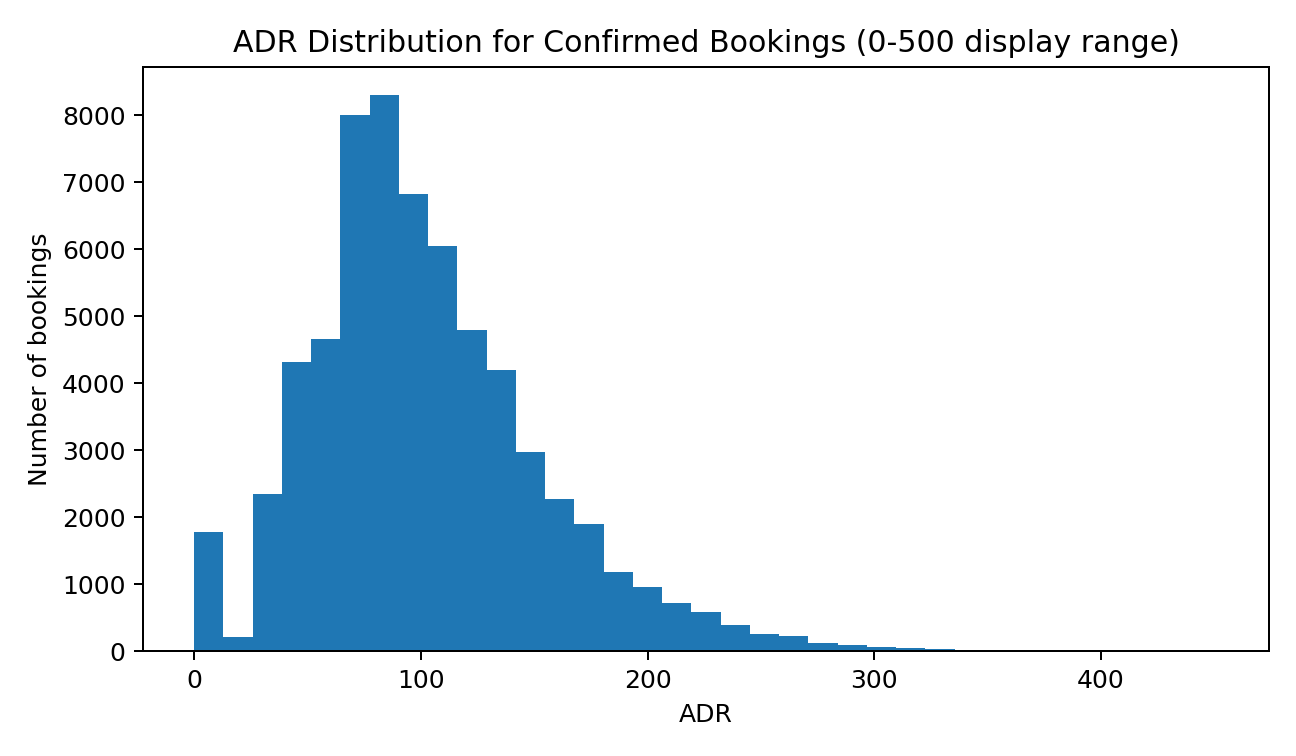 ADR Distribution for Confirmed Bookings (0-500 display range)
8000
7000
6000
5000
4000
3000
2000
1000
0
Number of bookings
0 100 200 300 400
ADR